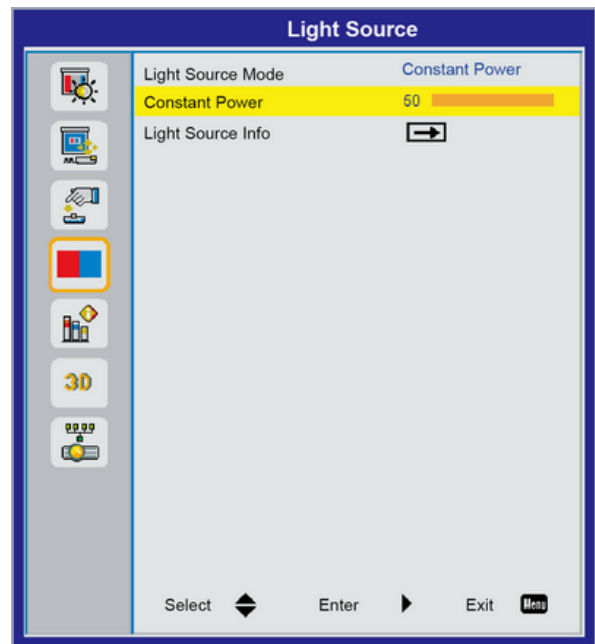 Light Source
Light Source Mode Constant Power
Constant Power 50
Light Source Info
3D
Select Enter Exit Menu